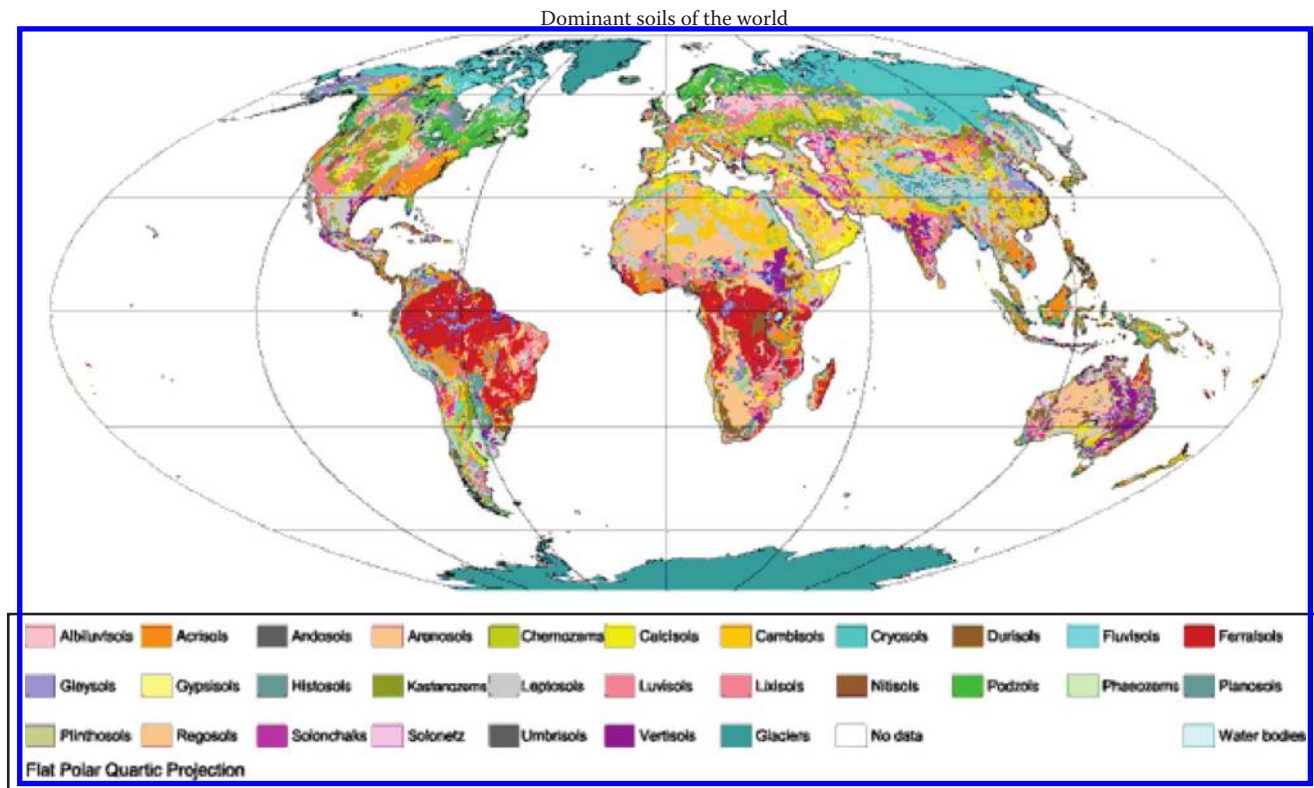 Dominant soils of the world
Albiluvisols Acrisols Andosols Arenosols Chernozems Calcisols Cambisols Cryosols Durisols Fluvisols Ferralsols
Gleysols Gypsisols Histosols Kastanozems Leptosols Luvisols Lixisols Nitisols Podzols Phaeozems Planosols
Plinthosols Regosols Solonchaks Solonetz Umbrisols Vertisols Glaciers No data Water bodies
Flat Polar Quartic Projection